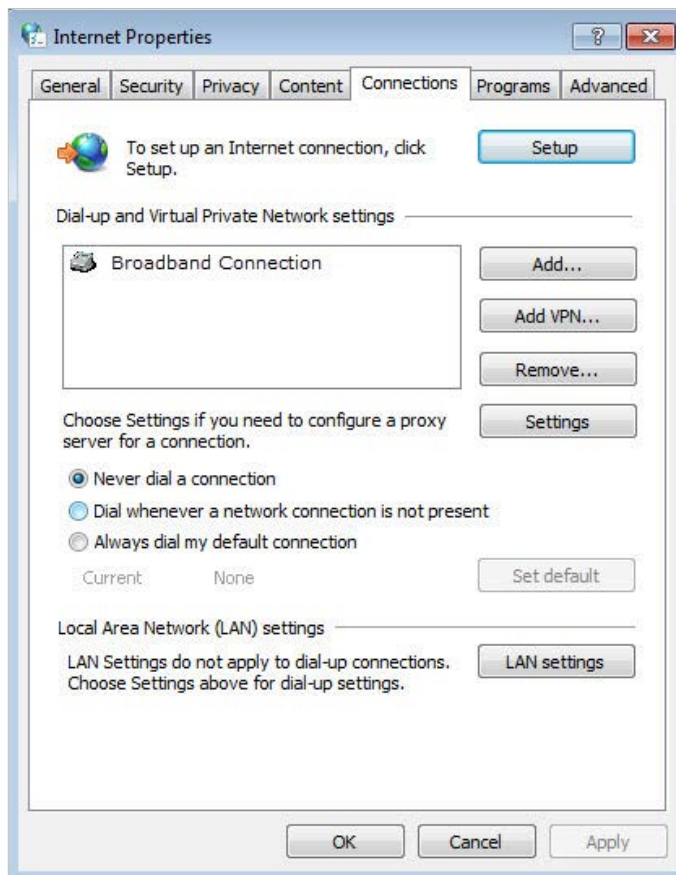 Internet Properties
General Security Privacy Content Connections Programs Advanced
To set up an Internet connection, click
Setup.
Setup
Dial-up and Virtual Private Network settings
Broadband Connection
Add...
Add VPN...
Remove...
Choose Settings if you need to configure a proxy
server for a connection.
Settings
Never dial a connection
Dial whenever a network connection is not present
Always dial my default connection
Current None
Set default
Local Area Network (LAN) settings
LAN Settings do not apply to dial-up connections.
Choose Settings above for dial-up settings.
LAN settings
OK Cancel Apply